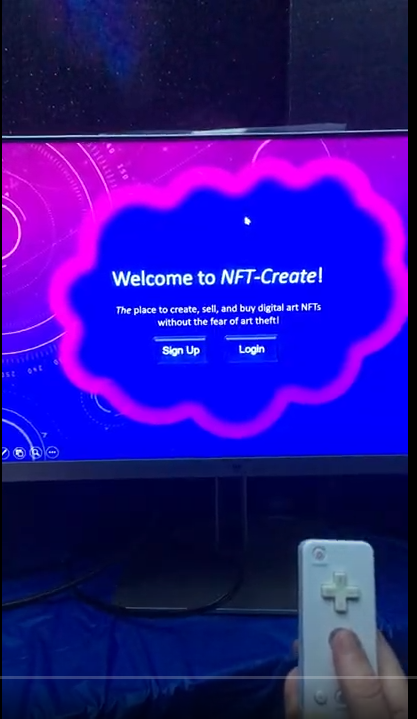 Welcome to NFT-Create!
The place to create, sell, and buy digital art NFTs
without the fear of art theft!
Sign Up
Login